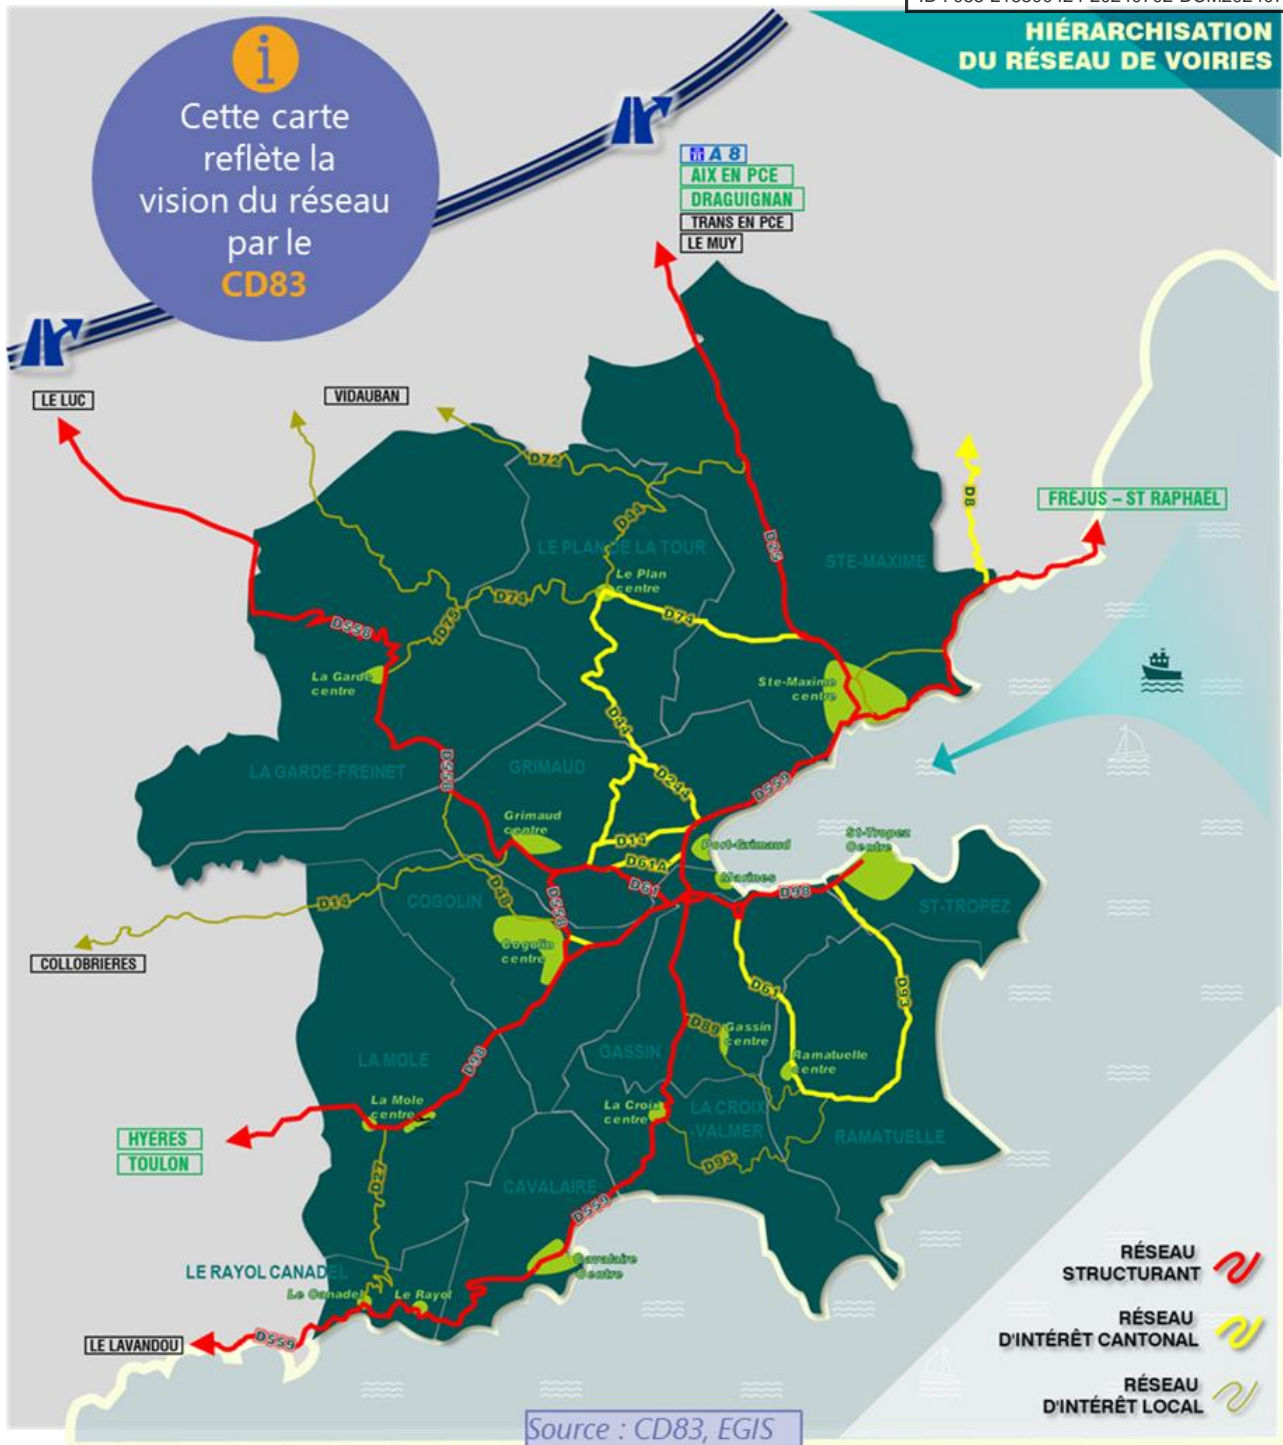 HIÉRARCHISATION
DU RÉSEAU DE VOIRIES
i
Cette carte
reflète la
vision du réseau
par le
CD83
A 8
AIX EN PCE
DRAGUIGNAN
TRANS EN PCE
LE MUY
LE LUC
VIDAUBAN
D72
D8
FRÉJUS – ST RAPHAËL
D44
D25
LE PLAN DE LA TOUR
STE-MAXIME
Le Plan
centre
D74
D74
D75
D558
La Garde
centre
Ste-Maxime
centre
D44
D558
LA GARDE-FREINET
GRIMAUD
D244
D559
Grimaud
centre
D14
Port-Grimaud
St-Tropez
Centre
D61A
Marines
D61
D98
D48
D558
D14
COGOLIN
ST-TROPEZ
Cogolin
centre
COLLOBRIERES
D61
D93
D89
Gassin
centre
GASSIN
LA MOLE
D98
Ramatuelle
centre
La Mole
centre
La Croix
centre
LA CROIX
-VALMER
RAMATUELLE
HYÉRES
TOULON
D93
D27
CAVALAIRE
D559
Cavalaire
Centre
LE RAYOL CANADEL
Le Canadel
Le Rayol
D559
LE LAVANDOU
RÉSEAU
STRUCTURANT
RÉSEAU
D'INTÉRÊT CANTONAL
RÉSEAU
D'INTÉRÊT LOCAL
Source : CD83, EGIS